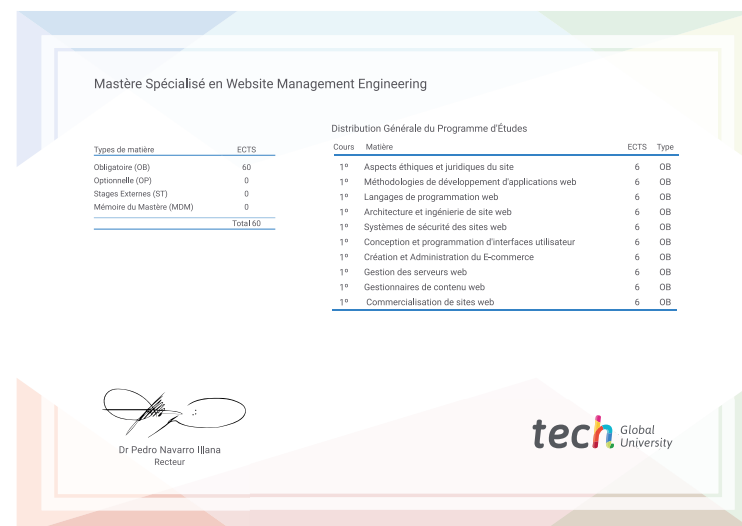 Mastère Spécialisé en Website Management Engineering
Types de matière ECTS
Obligatoire (OB) 60
Optionnelle (OP) 0
Stages Externes (ST) 0
Mémoire du Mastère (MDM) 0
Total 60
Distribution Générale du Programme d'Études
Cours Matière ECTS Type
1º Aspects éthiques et juridiques du site 6 OB
1º Méthodologies de développement d'applications web 6 OB
1º Langages de programmation web 6 OB
1º Architecture et ingénierie de site web 6 OB
1º Systèmes de sécurité des sites web 6 OB
1º Conception et programmation d'interfaces utilisateur 6 OB
1º Création et Administration du E-commerce 6 OB
1º Gestion des serveurs web 6 OB
1º Gestionnaires de contenu web 6 OB
1º Commercialisation de sites web 6 OB
Dr Pedro Navarro Illana
Recteur
tech Global
University